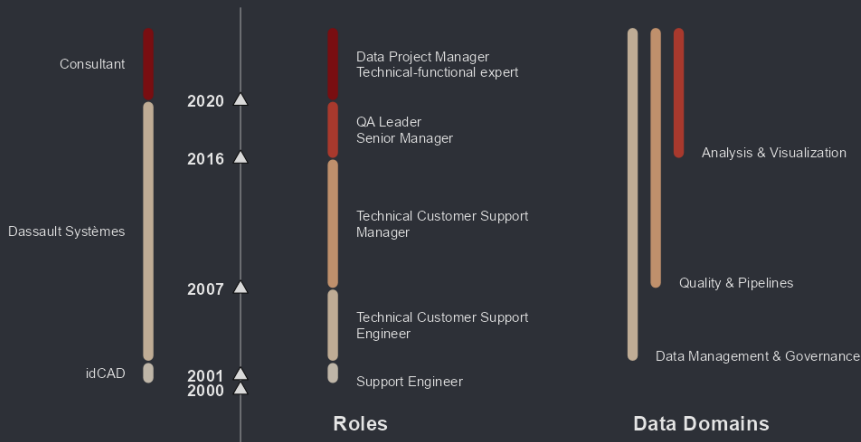 Consultant
Data Project Manager
Technical-functional expert
2020
QA Leader
Senior Manager
2016
Analysis & Visualization
Dassault Systèmes
Technical Customer Support
Manager
2007
Quality & Pipelines
Technical Customer Support
Engineer
Data Management & Governance
idCAD
2001
2000
Support Engineer
Roles
Data Domains